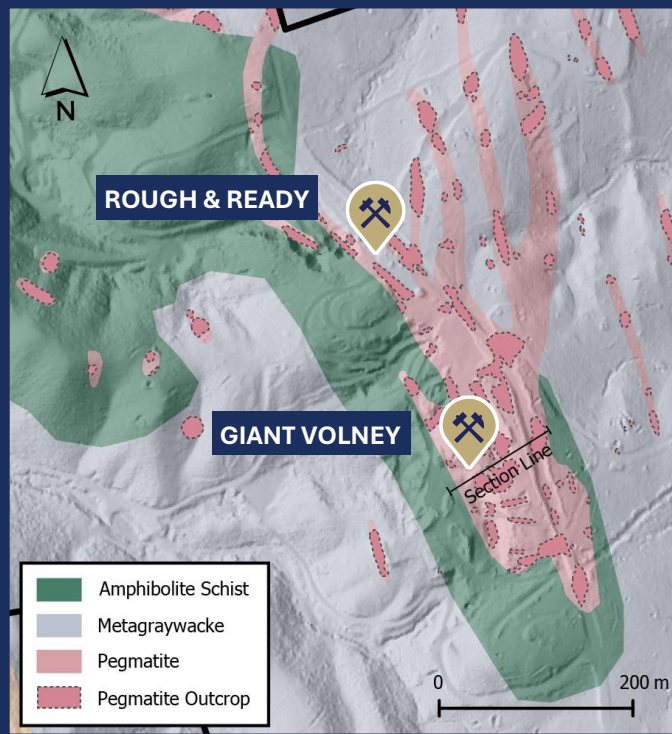 N
ROUGH & READY
GIANT VOLNEY
Section Line
Amphibolite Schist
Metagraywacke
Pegmatite
Pegmatite Outcrop
0 200 m